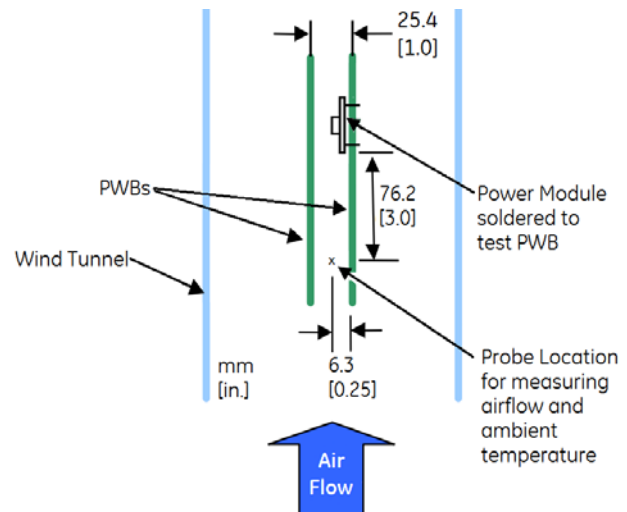 25.4
[1.0]
PWBs
76.2
[3.0]
Power Module
soldered to
test PWB
Wind Tunnel
x
mm
[in.]
6.3
[0.25]
Probe Location
for measuring
airflow and
ambient
temperature
Air
Flow